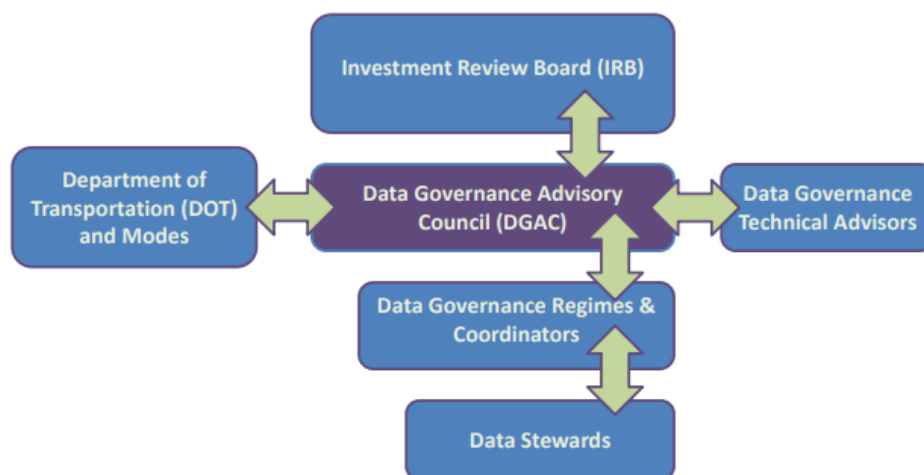 Investment Review Board (IRB)
Department of
Transportation (DOT)
and Modes
Data Governance Advisory
Council (DGAC)
Data Governance
Technical Advisors
Data Governance Regimes &
Coordinators
Data Stewards